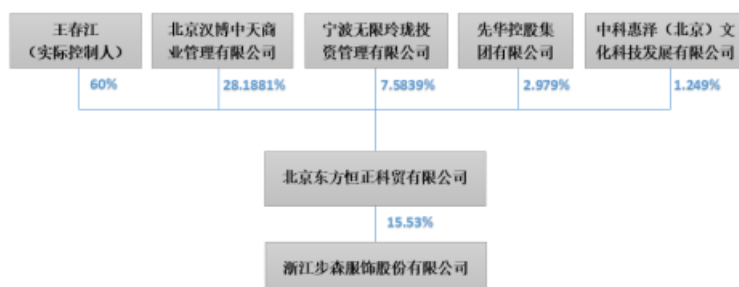 王春江
（实际控制人）
北京汉博中天商
业管理有限公司
宁波无限玲珑投
资管理有限公司
先华控股集
团有限公司
中科惠泽（北京）文
化科技发展有限公司
60%
28.1881%
7.5839%
2.979%
1.249%
北京东方恒正科贸有限公司
15.53%
浙江步森服饰股份有限公司